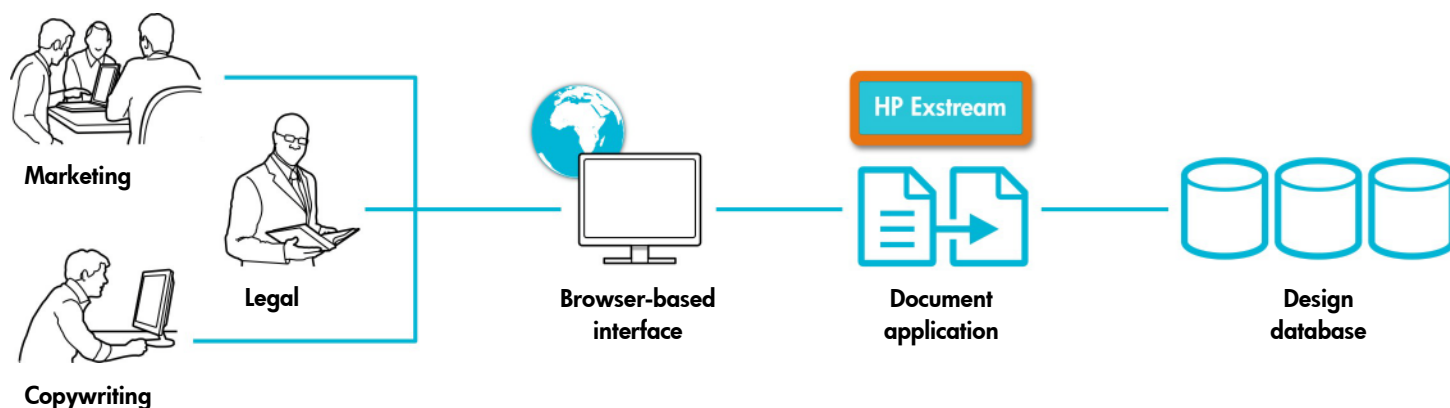 HP Exstream
Marketing
Legal
Browser-based
interface
Document
application
Design
database
Copywriting